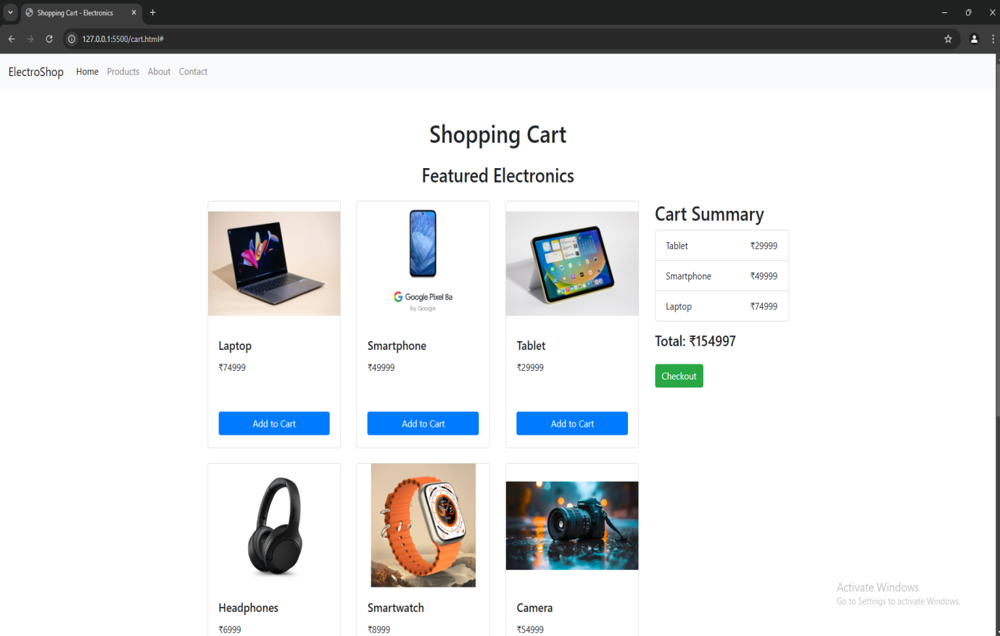 Shopping Cart - Electronics
127.0.0.1:5500/cart.html#
ElectroShop Home Products About Contact
Shopping Cart
Featured Electronics
Google Pixel 8a
by Google
Laptop
₹74999
Add to Cart
Smartphone
₹49999
Add to Cart
Tablet
₹29999
Add to Cart
Cart Summary
Tablet ₹29999
Smartphone ₹49999
Laptop ₹74999
Total: ₹154997
Checkout
Headphones
₹6999
Smartwatch
₹8999
Camera
₹54999
Activate Windows
Go to Settings to activate Windows.